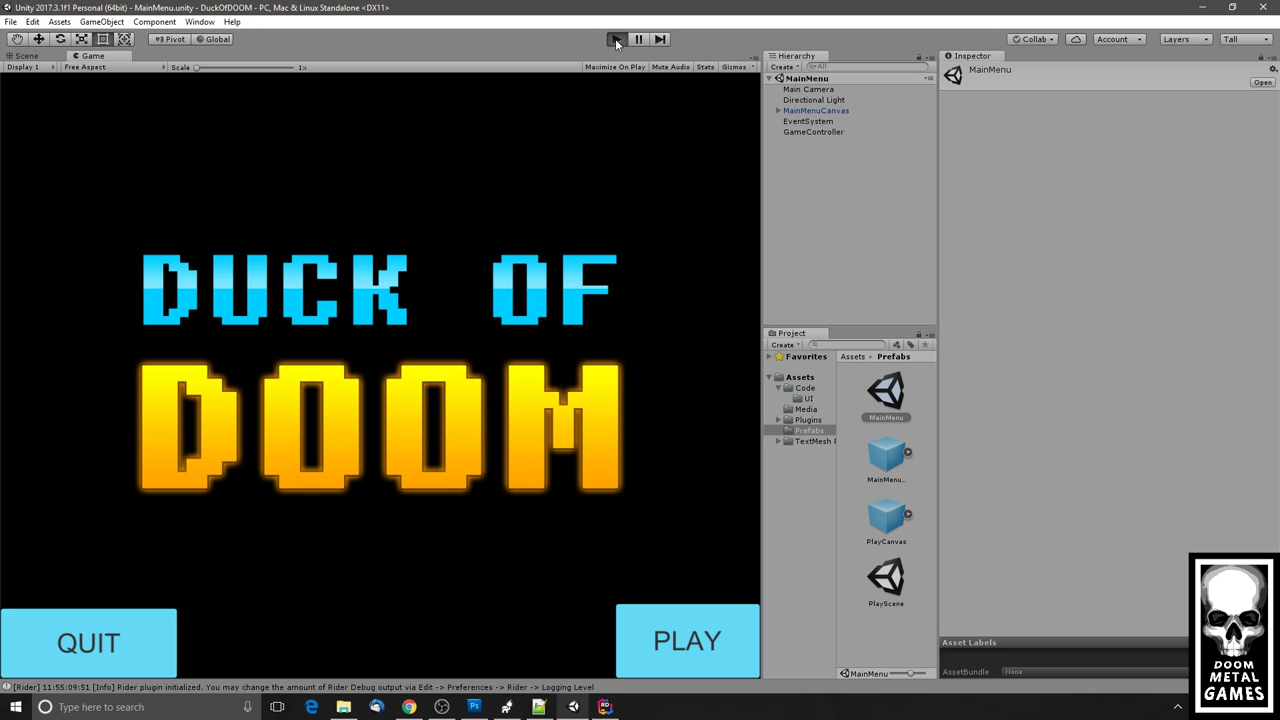 Unity 2017.3.1f1 Personal (64bit) - MainMenu.unity - DuckOfDOOM - PC, Mac & Linux Standalone <DX11>
File Edit Assets GameObject Component Window Help
Pivot Global Collab Account Layers Tall
Scene Game Hierarchy Inspector
Display 1 Free Aspect Scale 1x Maximize On Play Mute Audio Stats Gizmos Create All MainMenu
Open
MainMenu
Main Camera
Directional Light
MainMenuCanvas
EventSystem
GameController
DUCK OF
DOOM
QUIT
PLAY
Project
Create
Favorites Assets Prefabs
Assets
Code
UI
Media
Plugins
Prefabs
TextMesh P
MainMenu
MainMenu..
PlayCanvas
PlayScene
MainMenu
Asset Labels
AssetBundle None
[Rider] 11:55:09:51 [Info] Rider plugin initialized. You may change the amount of Rider Debug output via Edit -> Preferences -> Rider -> Logging Level
Type here to search
DOOM
METAL
GAMES